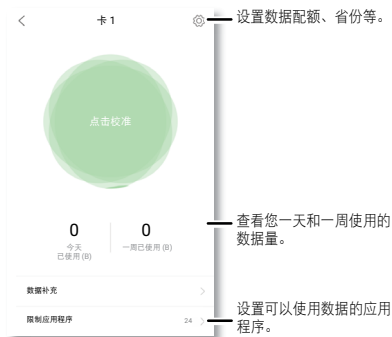 卡 1
设置数据配额、省份等。
点击校准
0
今天
已使用 (B)
0
一周已使用 (B)
查看您一天和一周使用的
数据量。
数据补充
限制应用程序
24
设置可以使用数据的应用
程序。